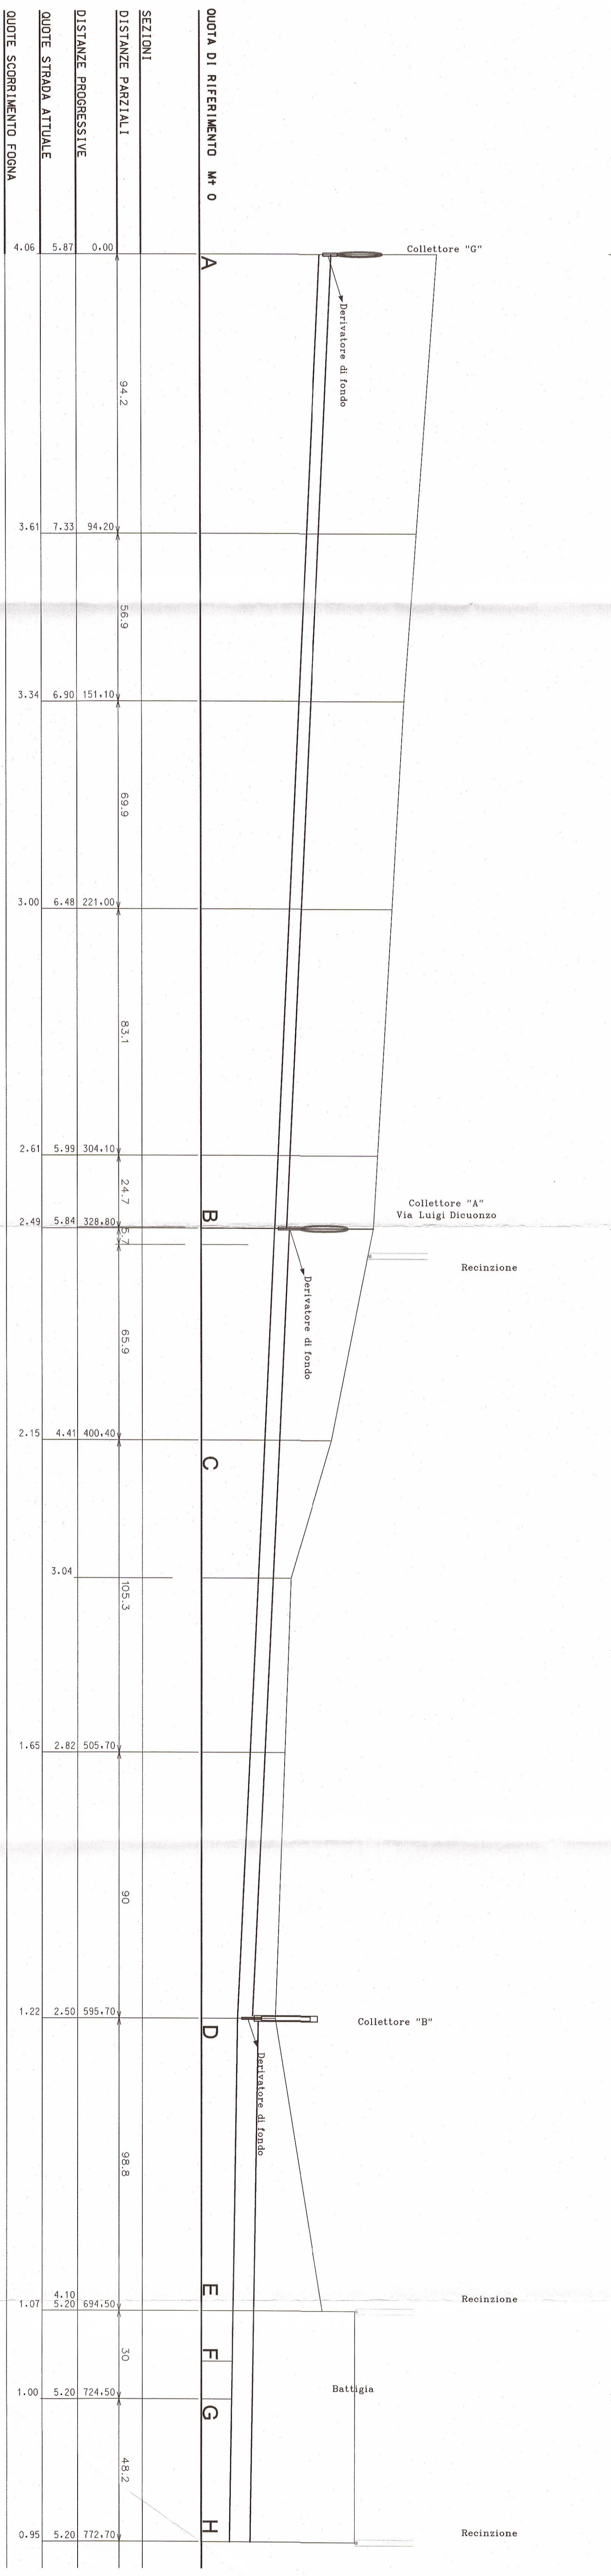 Collettore "G"
Derivatore di fondo
Collettore "A"
Via Luigi Dicuonzo
Recinzione
Derivatore di fondo
Collettore "B"
Derivatore di fondo
Recinzione
Battigia
Recinzione
QUOTA DI RIFERIMENTO Mt 0
A
B
C
D
E
F
G
H
SEZIONI
DISTANZE PARZIALI
94.2
56.9
69.9
83.1
24.7
5.7
65.9
105.3
90
98.8
30
48.2
DISTANZE PROGRESSIVE
0.00
94,20
151,10
221,00
304,10
328,80
400,40
505,70
595,70
694,50
724,50
772,70
QUOTE STRADA ATTUALE
5.87
7.33
6.90
6.48
5.99
5.84
4.41
3.04
2.82
2.50
4.10
5.20
5.20
5.20
QUOTE SCORRIMENTO FOGNA
4.06
3.61
3.34
3.00
2.61
2.49
2.15
1.65
1.22
1.07
1.00
0.95